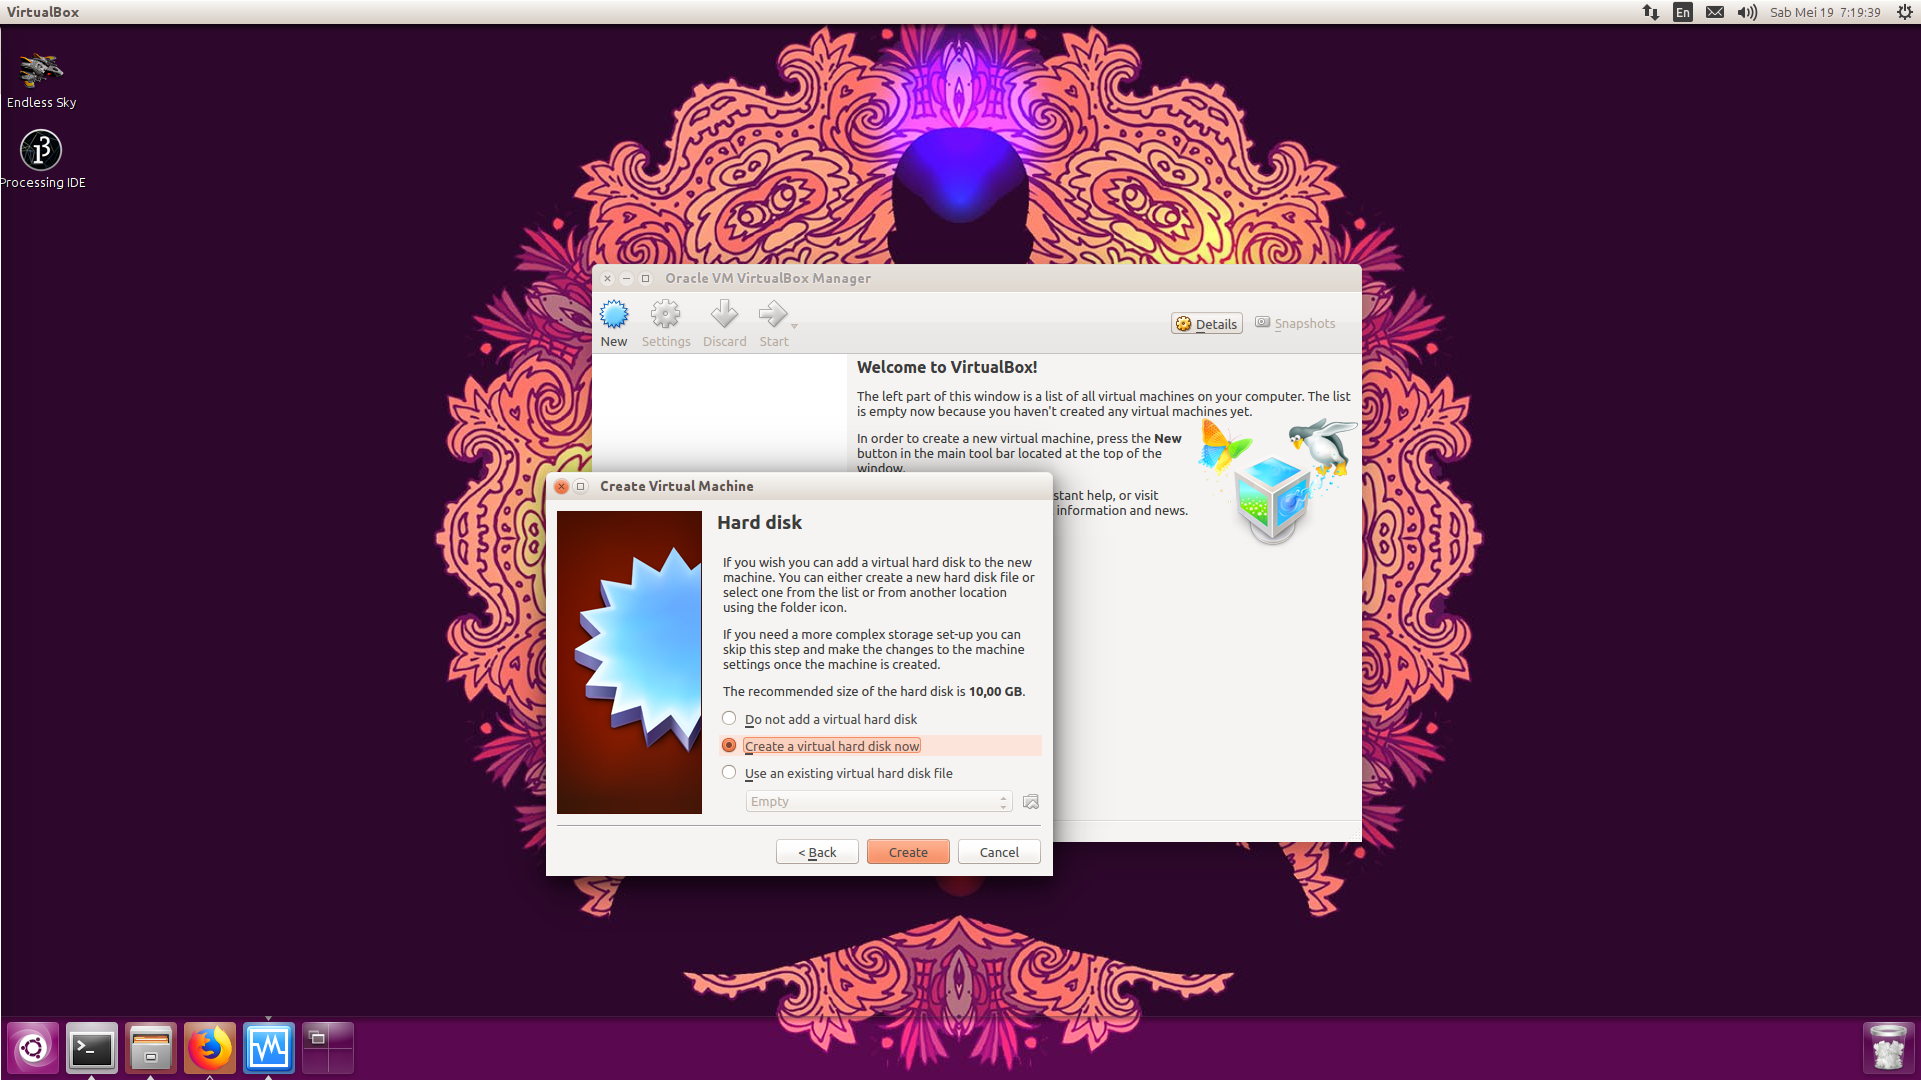 VirtualBox
En
Sab Mei 19 7:19:39
Endless Sky
Processing IDE
Oracle VM VirtualBox Manager
New
Settings
Discard
Start
Details
Snapshots
Welcome to VirtualBox!
The left part of this window is a list of all virtual machines on your computer. The list
is empty now because you haven't created any virtual machines yet.
In order to create a new virtual machine, press the New
button in the main tool bar located at the top of the
window.
stant help, or visit
information and news.
Create Virtual Machine
Hard disk
If you wish you can add a virtual hard disk to the new
machine. You can either create a new hard disk file or
select one from the list or from another location
using the folder icon.
If you need a more complex storage set-up you can
skip this step and make the changes to the machine
settings once the machine is created.
The recommended size of the hard disk is 10,00 GB.
Do not add a virtual hard disk
Create a virtual hard disk now
Use an existing virtual hard disk file
Empty
< Back
Create
Cancel